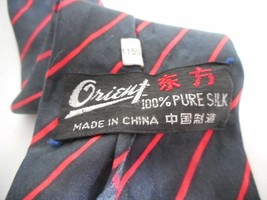 Orient 东方
100% PURE SILK
MADE IN CHINA 中国制造